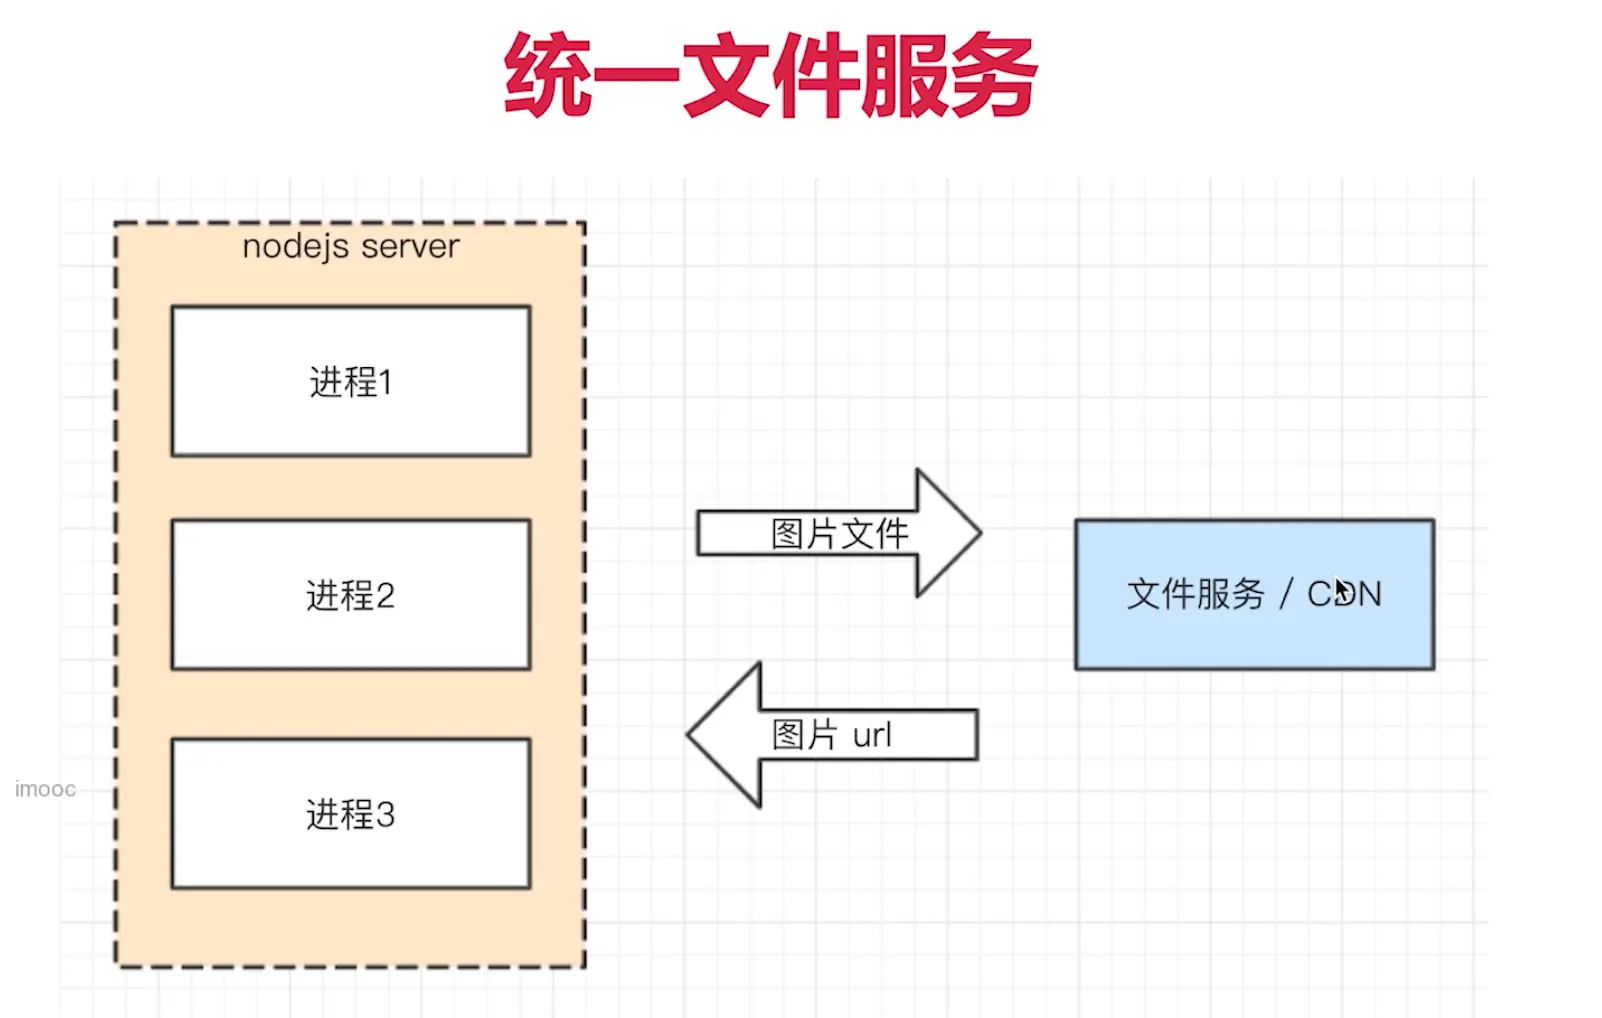 统一文件服务
nodejs server
进程1
进程2
进程3
图片文件
图片 url
文件服务 / CDN
imooc